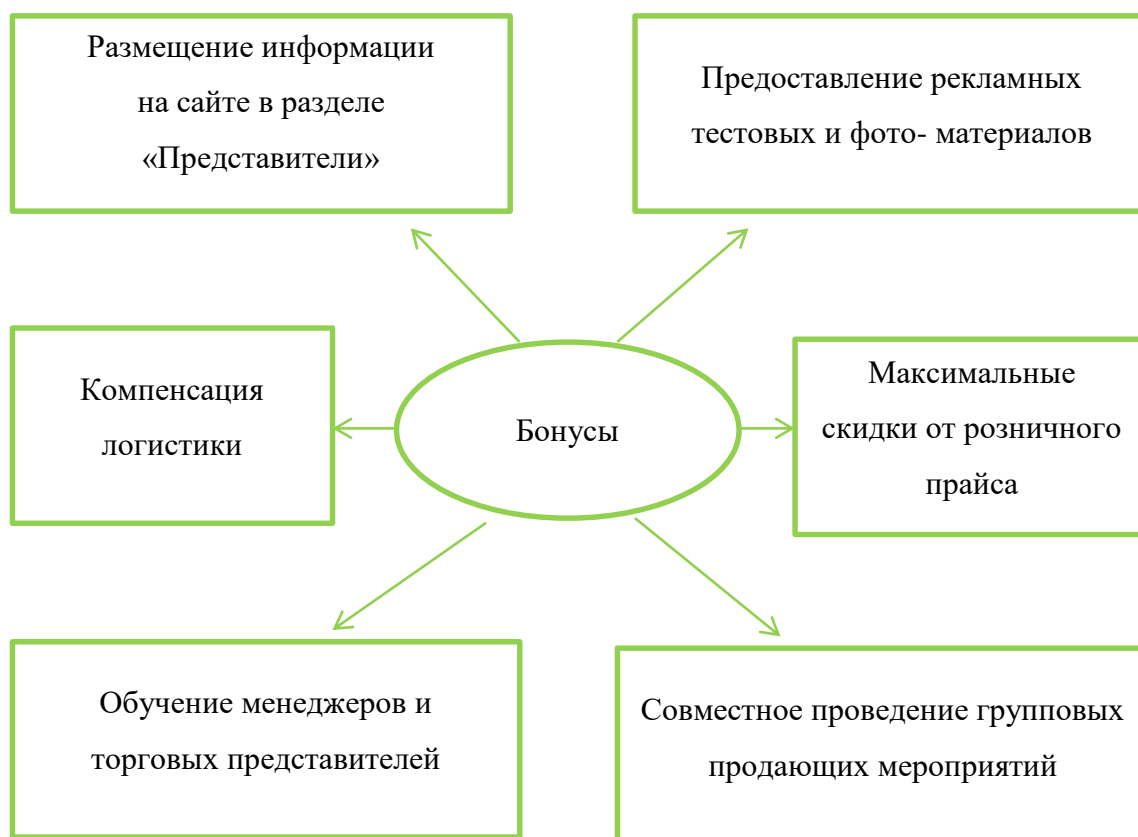 Размещение информации
на сайте в разделе
«Представители»
Предоставление рекламных
тестовых и фото- материалов
Компенсация
логистики
Бонусы
Максимальные
скидки от розничного
прайса
Обучение менеджеров и
торговых представителей
Совместное проведение групповых
продающих мероприятий